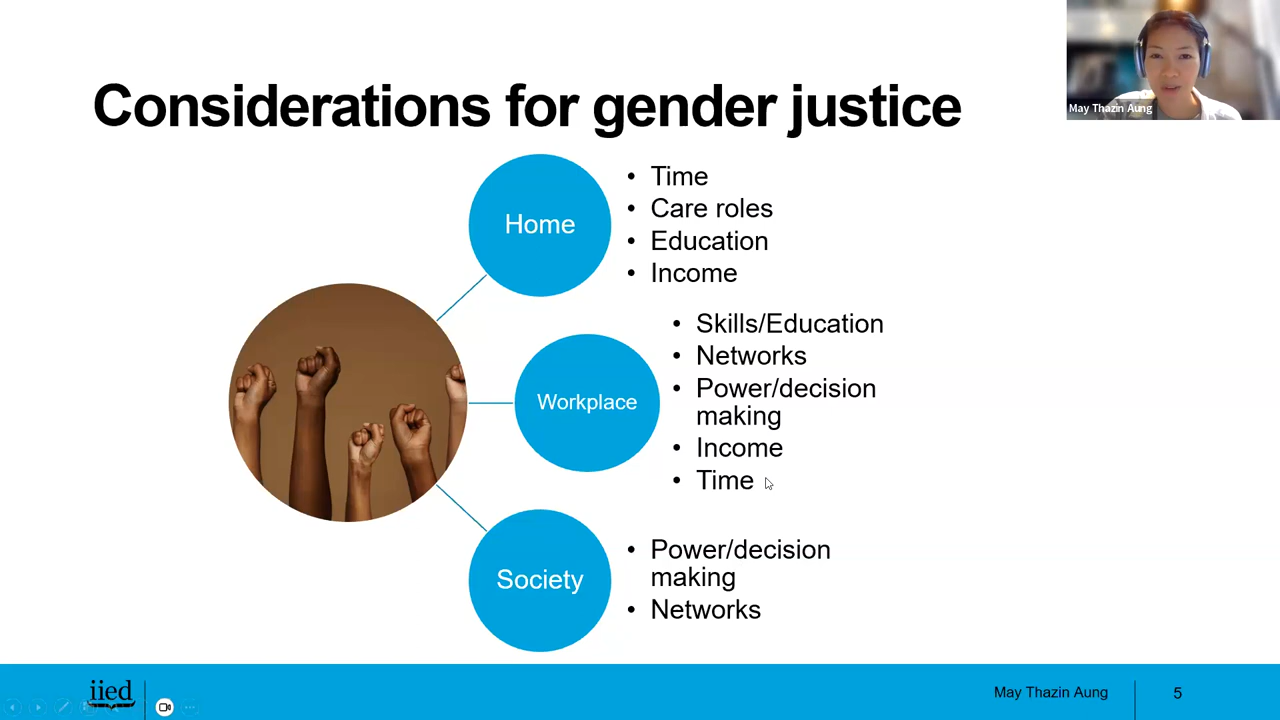 May Thazin Aung
Considerations for gender justice
Home
• Time
• Care roles
• Education
• Income
Workplace
• Skills/Education
• Networks
• Power/decision
making
• Income
• Time
Society
• Power/decision
making
• Networks
iied
May Thazin Aung
5